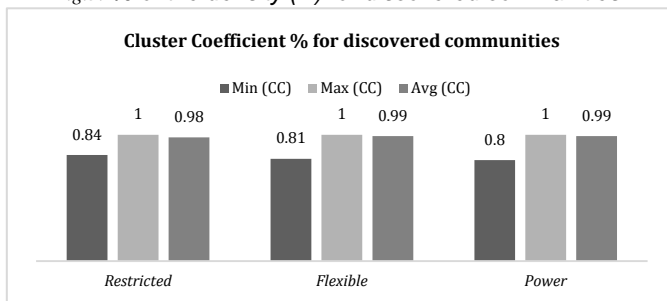 Cluster Coefficient % for discovered communities
Min (CC) Max (CC) Avg (CC)
0.84 1 0.98 0.81 1 0.99 0.8 1 0.99
Restricted Flexible Power